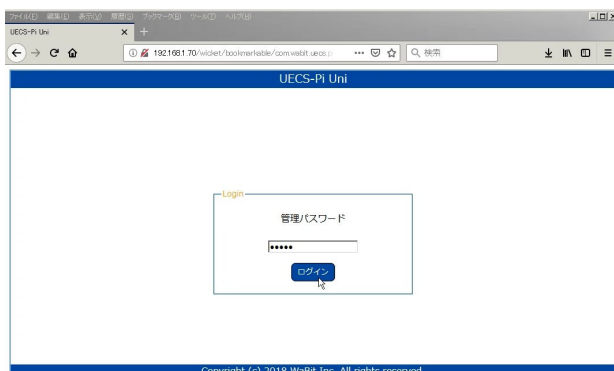 ファイル(F) 編集(E) 表示(V) 履歴(S) ブックマーク(B) ツール(T) ヘルプ(H)
UECS-Pi Uni
192.168.1.70/wicket/bookmarkable/com.wabit.uecs.p 検索
UECS-Pi Uni
Login
管理パスワード
ログイン
Copyright (c) 2018 WaBit Inc. All rights reserved.